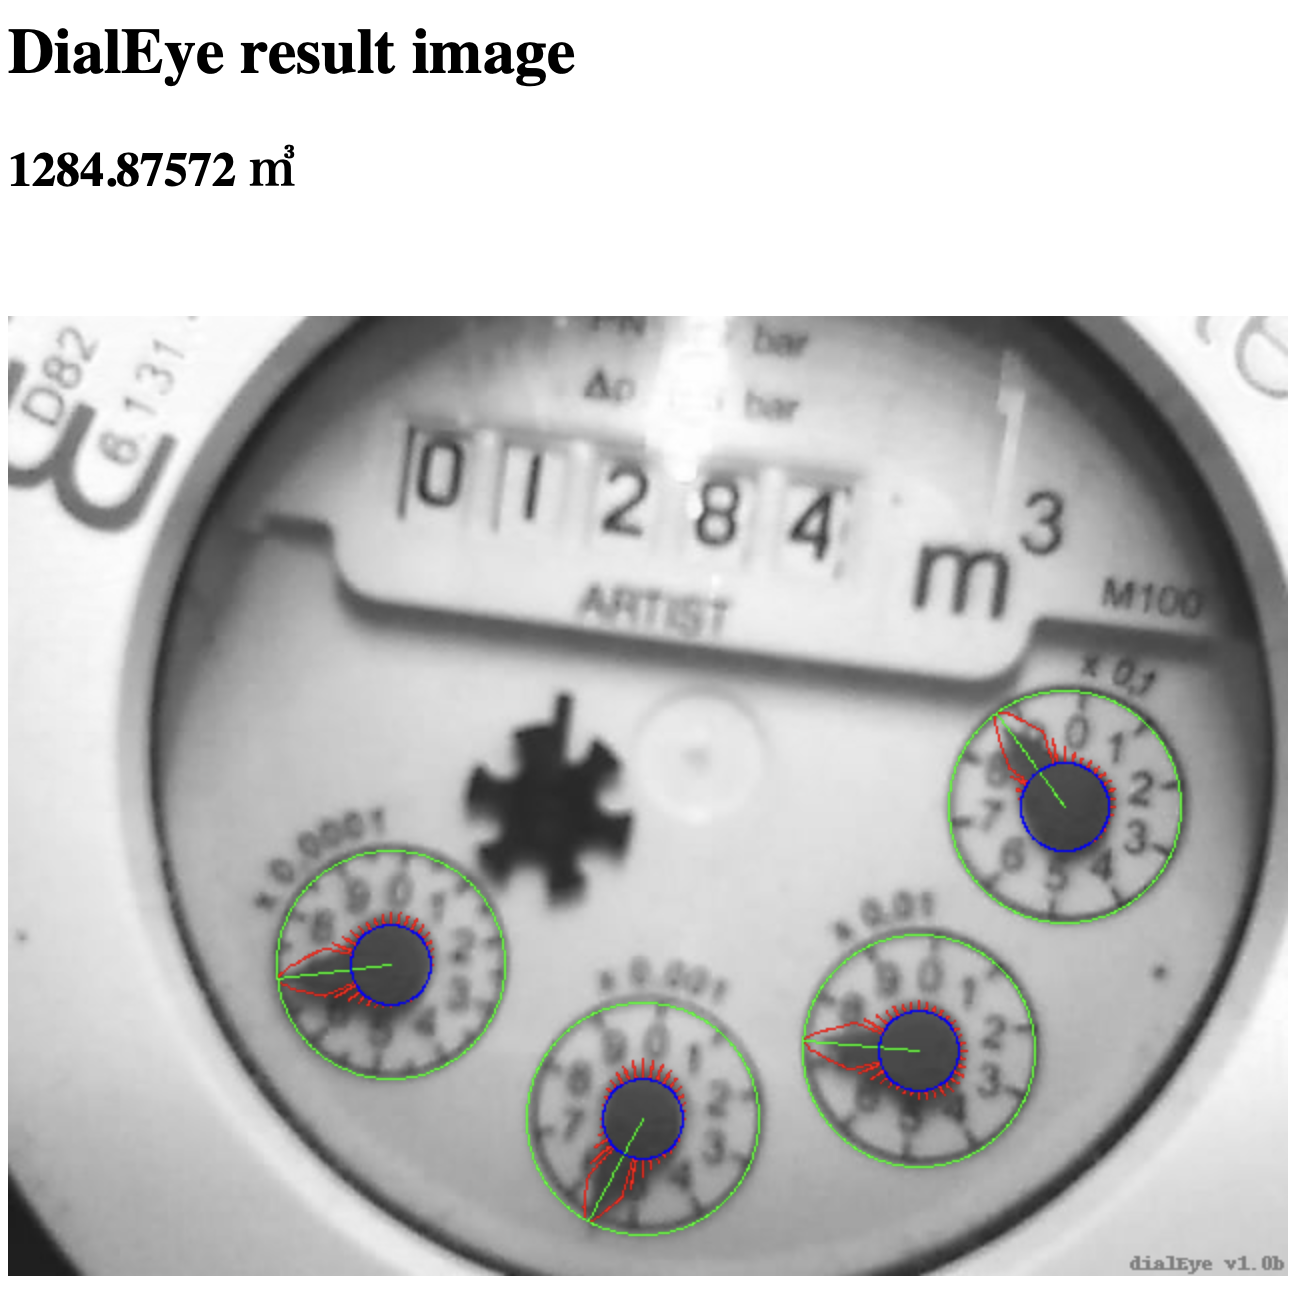 DialEye result image
1284.87572 m³
D82
6.131
PN bar
Δp bar
01284 m³
ARTIST
M100
x 0,1
0 1 2 3 4 5 6 7 8
x 0.0001
9 0 1 2 3 4 5 6 8
x 0.01
9 0 1 2 3 4 5 6 8
x 0.001
9 0 1 2 3 4 7 8
dialEye v1.0b